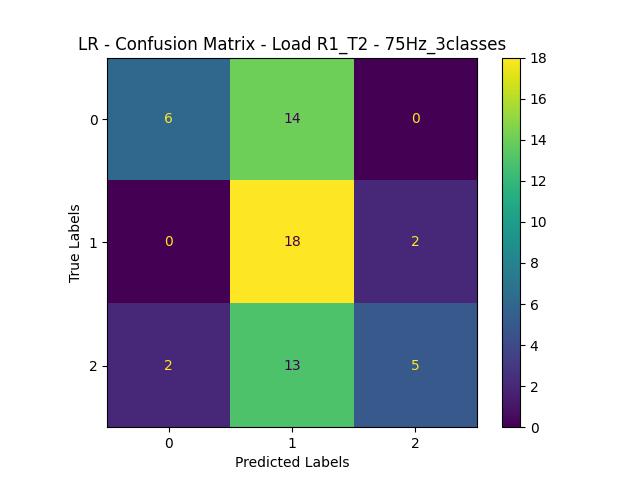 LR - Confusion Matrix - Load R1_T2 - 75Hz_3classes
18
16
14
12
10
8
6
4
2
0
True Labels
0
1
2
6 14 0
0 18 2
2 13 5
0 1 2
Predicted Labels